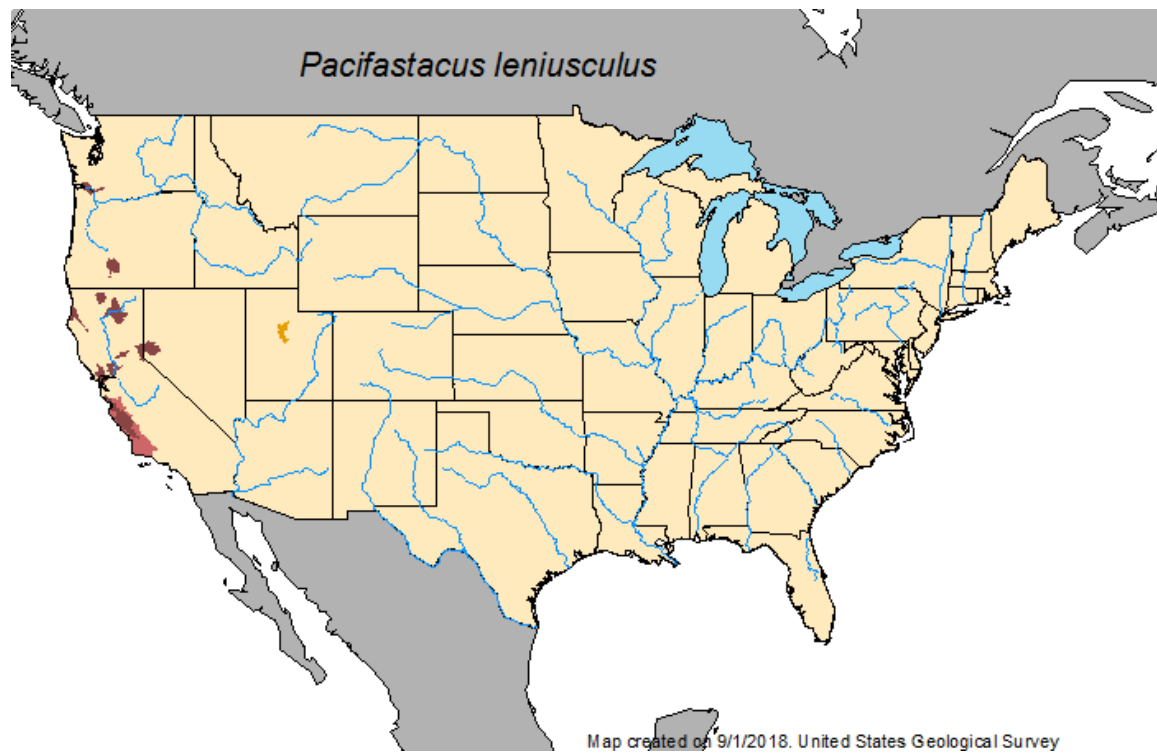 Pacifastacus leniusculus
Map created on 9/1/2018. United States Geological Survey